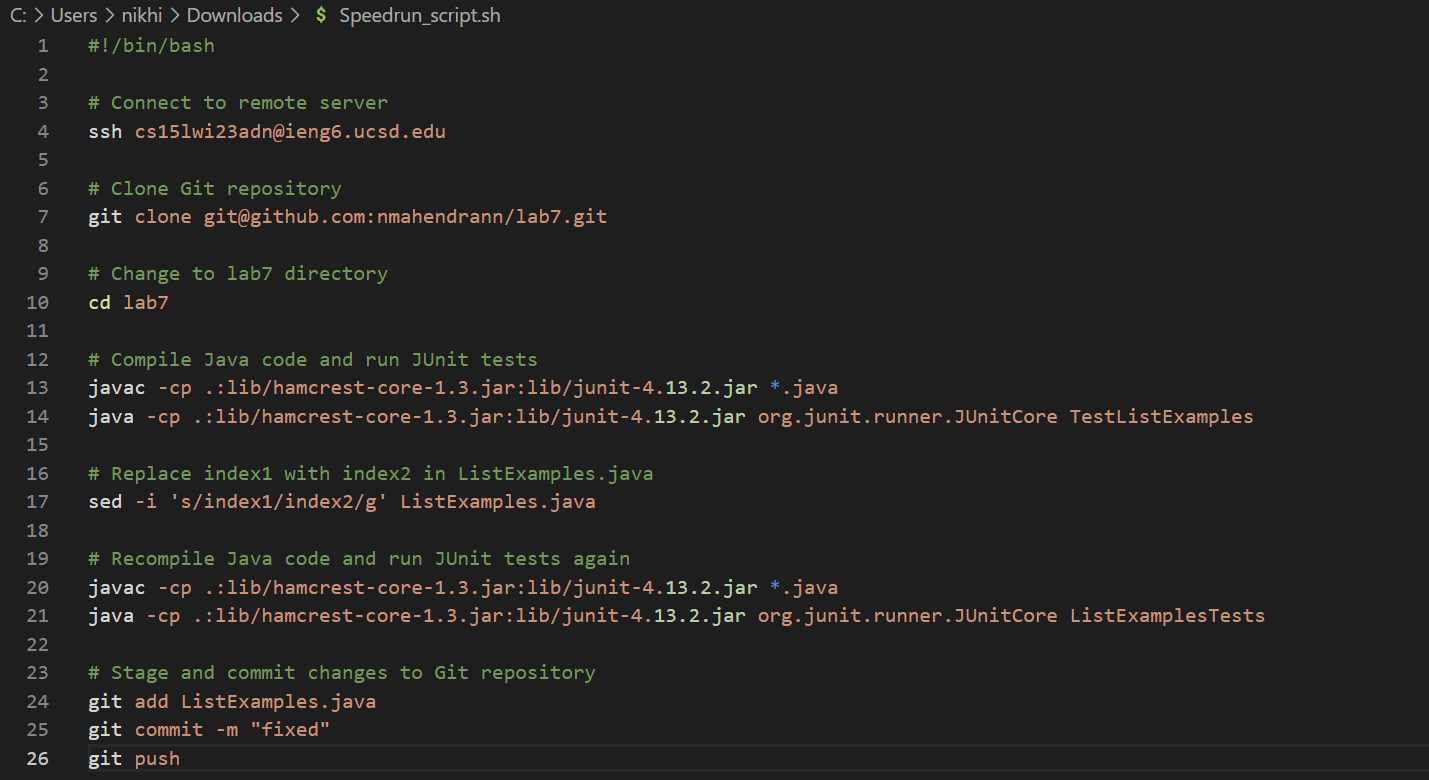 C: > Users > nikhi > Downloads > $ Speedrun_script.sh
1 #!/bin/bash
2
3 # Connect to remote server
4 ssh cs15lwi23adn@ieng6.ucsd.edu
5
6 # Clone Git repository
7 git clone git@github.com:nmahendrann/lab7.git
8
9 # Change to lab7 directory
10 cd lab7
11
12 # Compile Java code and run JUnit tests
13 javac -cp .:lib/hamcrest-core-1.3.jar:lib/junit-4.13.2.jar *.java
14 java -cp .:lib/hamcrest-core-1.3.jar:lib/junit-4.13.2.jar org.junit.runner.JUnitCore TestListExamples
15
16 # Replace index1 with index2 in ListExamples.java
17 sed -i 's/index1/index2/g' ListExamples.java
18
19 # Recompile Java code and run JUnit tests again
20 javac -cp .:lib/hamcrest-core-1.3.jar:lib/junit-4.13.2.jar *.java
21 java -cp .:lib/hamcrest-core-1.3.jar:lib/junit-4.13.2.jar org.junit.runner.JUnitCore ListExamplesTests
22
23 # Stage and commit changes to Git repository
24 git add ListExamples.java
25 git commit -m "fixed"
26 git push